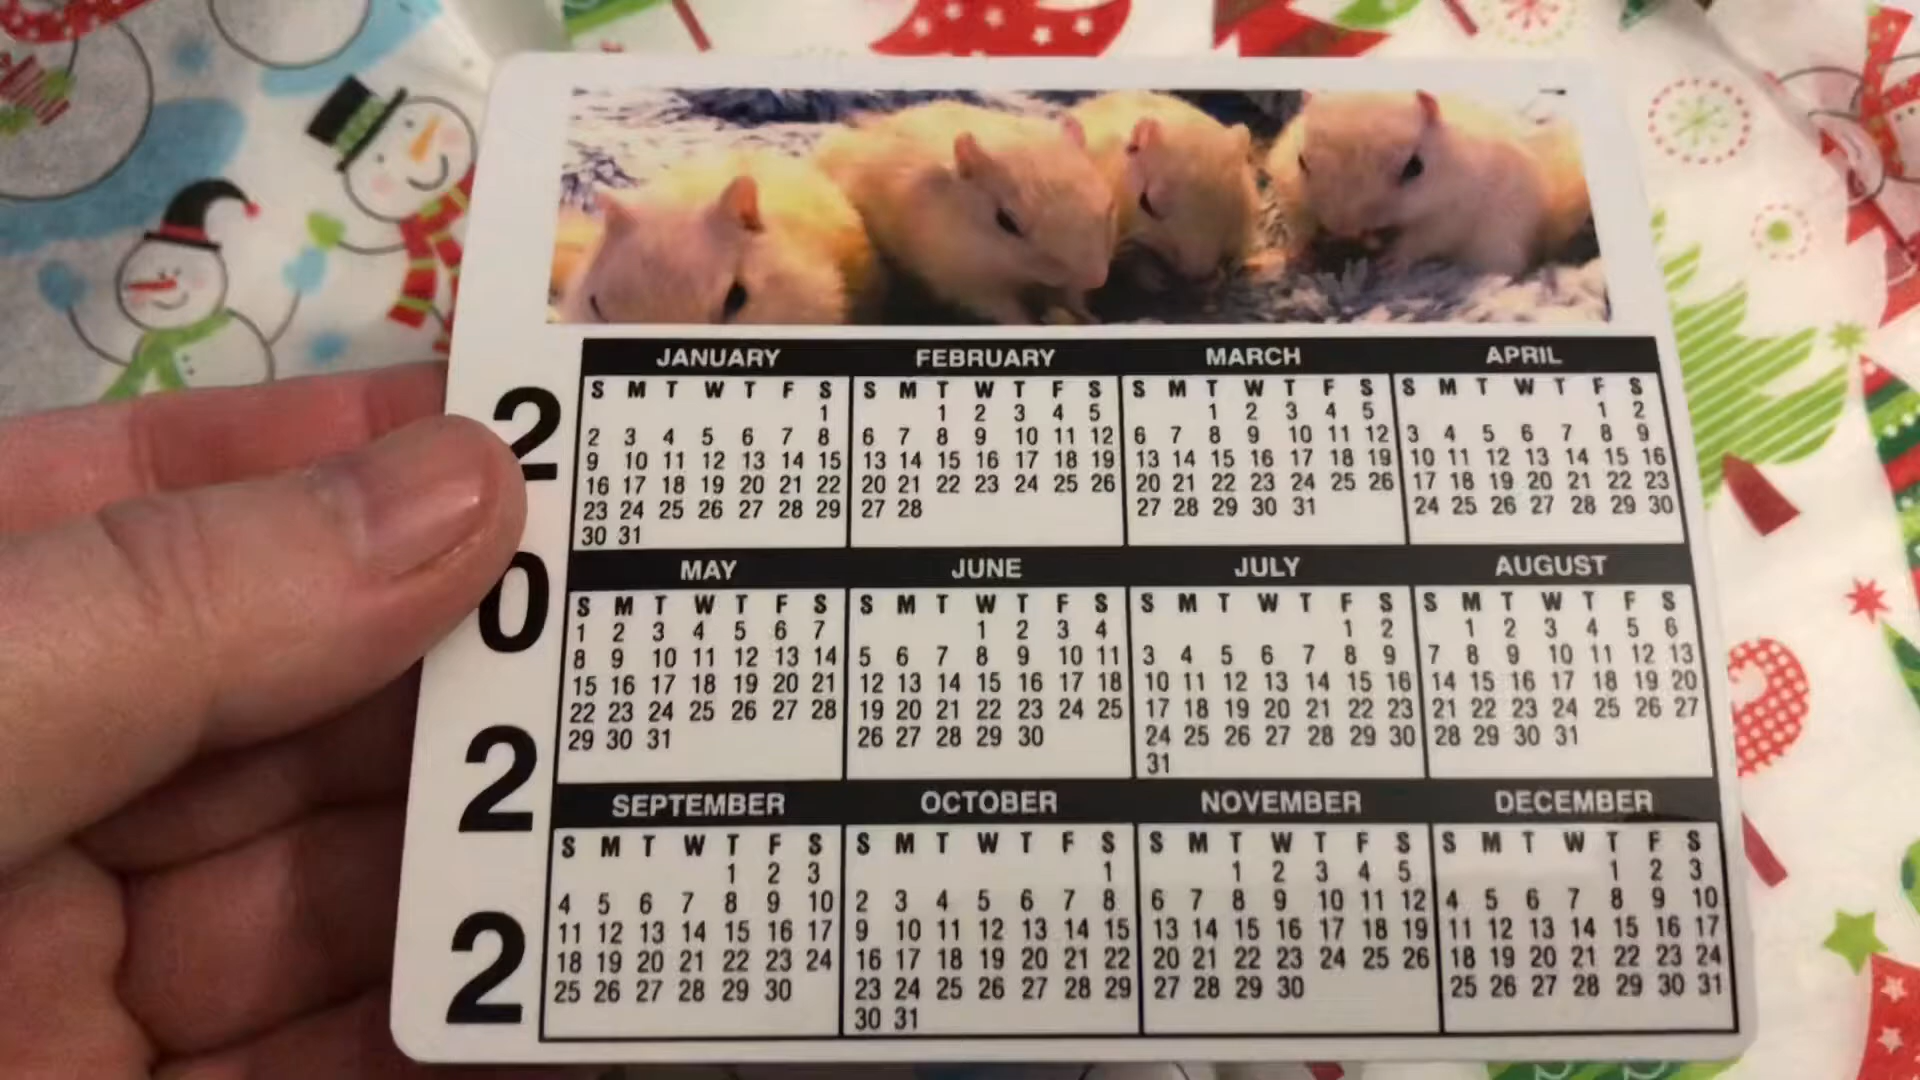 2022
JANUARY FEBRUARY MARCH APRIL
S M T W T F S S M T W T F S S M T W T F S S M T W T F S
1 1 2 3 4 5 1 2 3 4 5 1 2
2 3 4 5 6 7 8 6 7 8 9 10 11 12 6 7 8 9 10 11 12 3 4 5 6 7 8 9
9 10 11 12 13 14 15 13 14 15 16 17 18 19 13 14 15 16 17 18 19 10 11 12 13 14 15 16
16 17 18 19 20 21 22 20 21 22 23 24 25 26 20 21 22 23 24 25 26 17 18 19 20 21 22 23
23 24 25 26 27 28 29 27 28 27 28 29 30 31 24 25 26 27 28 29 30
30 31
MAY JUNE JULY AUGUST
S M T W T F S S M T W T F S S M T W T F S S M T W T F S
1 2 3 4 5 6 7 1 2 3 4 1 2 1 2 3 4 5 6
8 9 10 11 12 13 14 5 6 7 8 9 10 11 3 4 5 6 7 8 9 7 8 9 10 11 12 13
15 16 17 18 19 20 21 12 13 14 15 16 17 18 10 11 12 13 14 15 16 14 15 16 17 18 19 20
22 23 24 25 26 27 28 19 20 21 22 23 24 25 17 18 19 20 21 22 23 21 22 23 24 25 26 27
29 30 31 26 27 28 29 30 24 25 26 27 28 29 30 28 29 30 31
31
SEPTEMBER OCTOBER NOVEMBER DECEMBER
S M T W T F S S M T W T F S S M T W T F S S M T W T F S
1 2 3 1 1 2 3 4 5 1 2 3
4 5 6 7 8 9 10 2 3 4 5 6 7 8 6 7 8 9 10 11 12 4 5 6 7 8 9 10
11 12 13 14 15 16 17 9 10 11 12 13 14 15 13 14 15 16 17 18 19 11 12 13 14 15 16 17
18 19 20 21 22 23 24 16 17 18 19 20 21 22 20 21 22 23 24 25 26 18 19 20 21 22 23 24
25 26 27 28 29 30 23 24 25 26 27 28 29 27 28 29 30 25 26 27 28 29 30 31
30 31